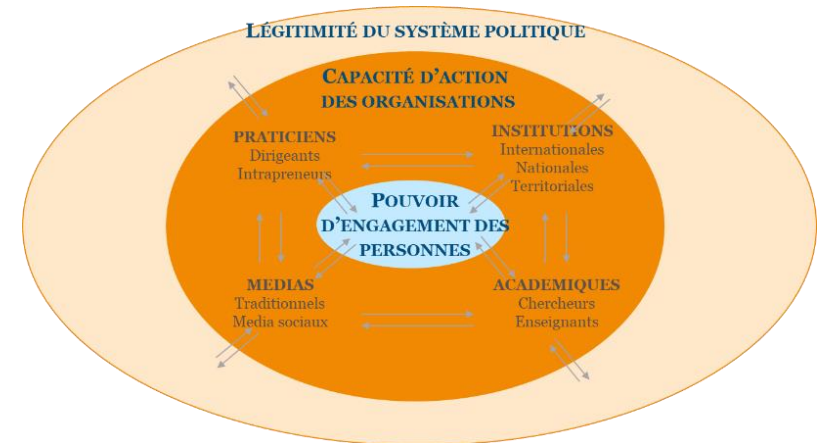 LÉGITIMITÉ DU SYSTÈME POLITIQUE
CAPACITÉ D'ACTION
DES ORGANISATIONS
PRATICIENS
Dirigeants
Intrapreneurs
INSTITUTIONS
Internationales
Nationales
Territoriales
POUVOIR
D'ENGAGEMENT DES
PERSONNES
MEDIAS
Traditionnels
Media sociaux
ACADEMIQUES
Chercheurs
Enseignants